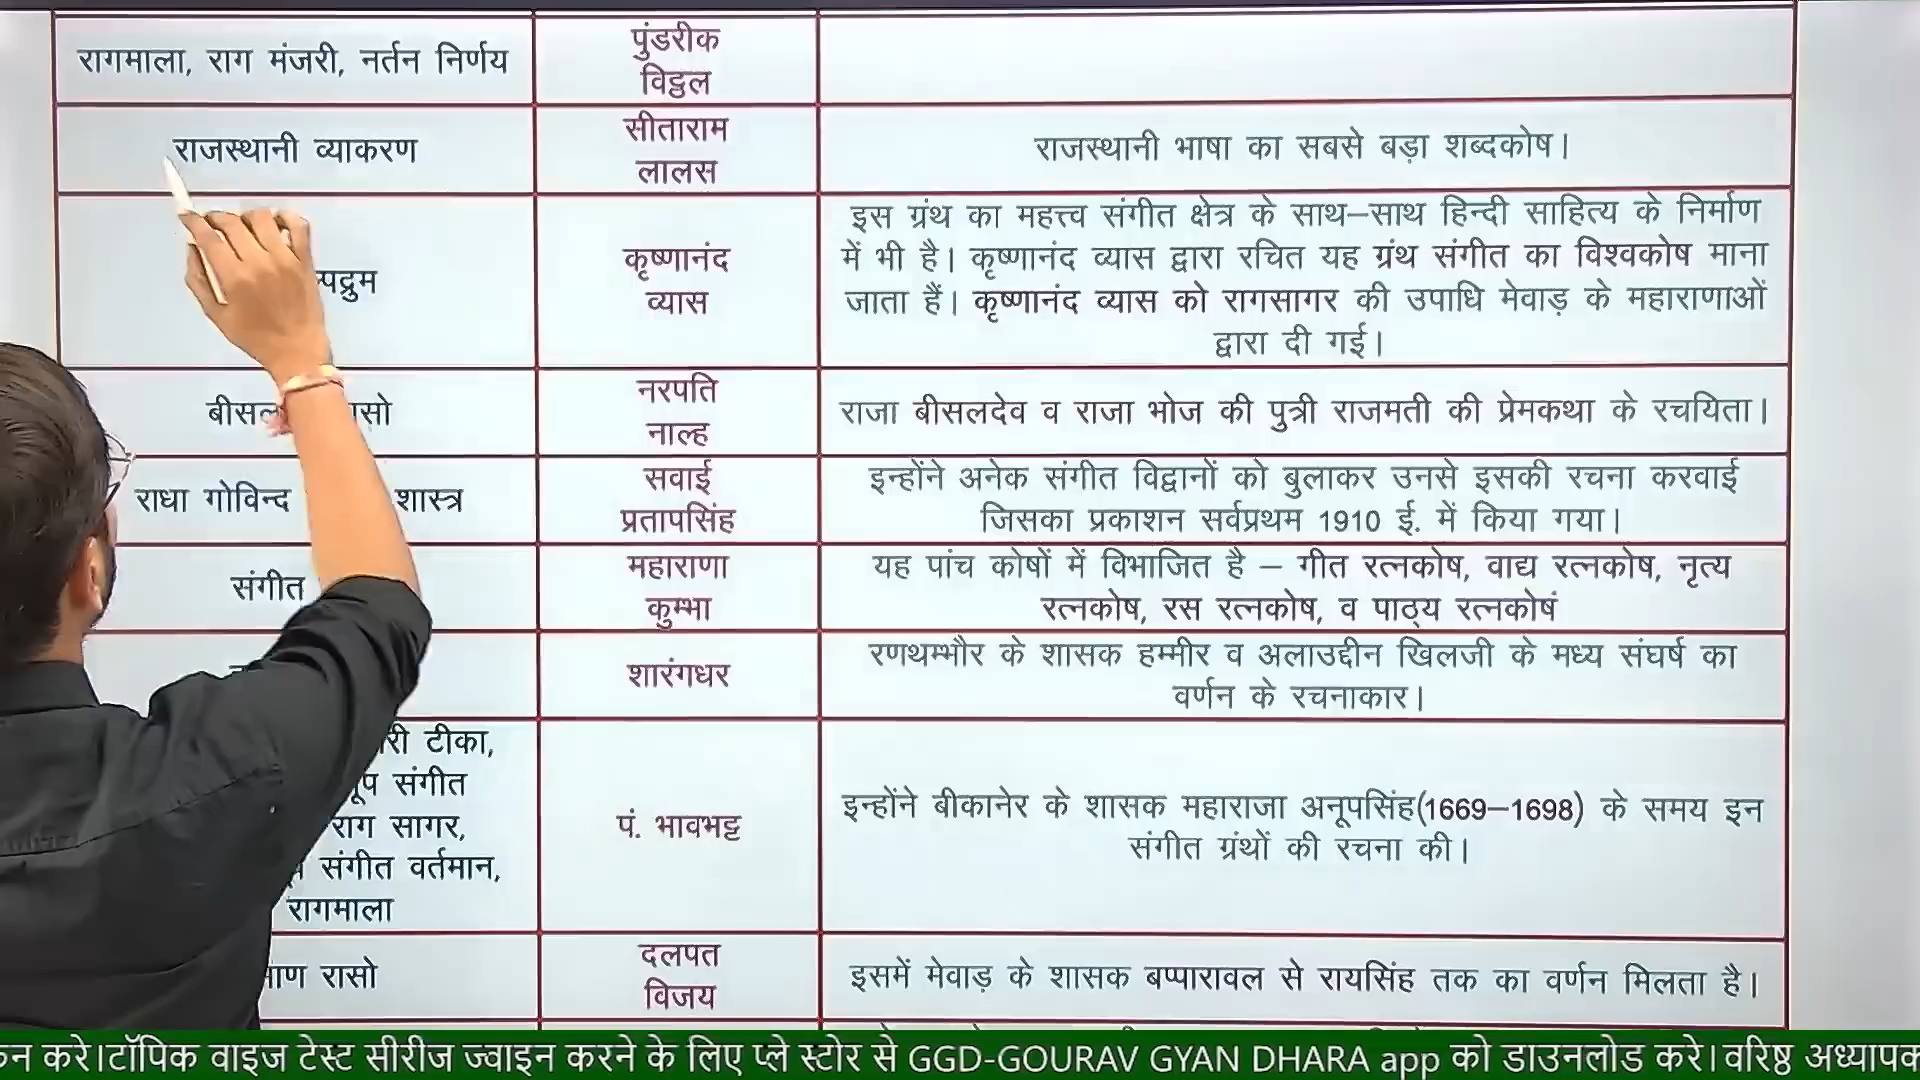 रागमाला, राग मंजरी, नर्तन निर्णय
पुंडरीक
विट्ठल
राजस्थानी व्याकरण
सीताराम
लालस
राजस्थानी भाषा का सबसे बड़ा शब्दकोष।
कृष्णानंद
व्यास
इस ग्रंथ का महत्त्व संगीत क्षेत्र के साथ–साथ हिन्दी साहित्य के निर्माण
में भी है। कृष्णानंद व्यास द्वारा रचित यह ग्रंथ संगीत का विश्वकोष माना
जाता हैं। कृष्णानंद व्यास को रागसागर की उपाधि मेवाड़ के महाराणाओं
द्वारा दी गई।
नरपति
नाल्ह
राजा बीसलदेव व राजा भोज की पुत्री राजमती की प्रेमकथा के रचयिता।
राधा गोविन्द शास्त्र
सवाई
प्रतापसिंह
इन्होंने अनेक संगीत विद्वानों को बुलाकर उनसे इसकी रचना करवाई
जिसका प्रकाशन सर्वप्रथम 1910 ई. में किया गया।
संगीत
महाराणा
कुम्भा
यह पांच कोषों में विभाजित है – गीत रत्नकोष, वाद्य रत्नकोष, नृत्य
रत्नकोष, रस रत्नकोष, व पाठ्य रत्नकोषं
शारंगधर
रणथम्भौर के शासक हम्मीर व अलाउद्दीन खिलजी के मध्य संघर्ष का
वर्णन के रचनाकार।
टीका,
संगीत
राग सागर,
संगीत वर्तमान,
रागमाला
पं. भावभट्ट
इन्होंने बीकानेर के शासक महाराजा अनूपसिंह(1669–1698) के समय इन
संगीत ग्रंथों की रचना की।
रासो
दलपत
विजय
इसमें मेवाड़ के शासक बप्पारावल से रायसिंह तक का वर्णन मिलता है।
करे।टॉपिक वाइज टेस्ट सीरीज ज्वाइन करने के लिए प्ले स्टोर से GGD-GOURAV GYAN DHARA app को डाउनलोड करे।वरिष्ठ